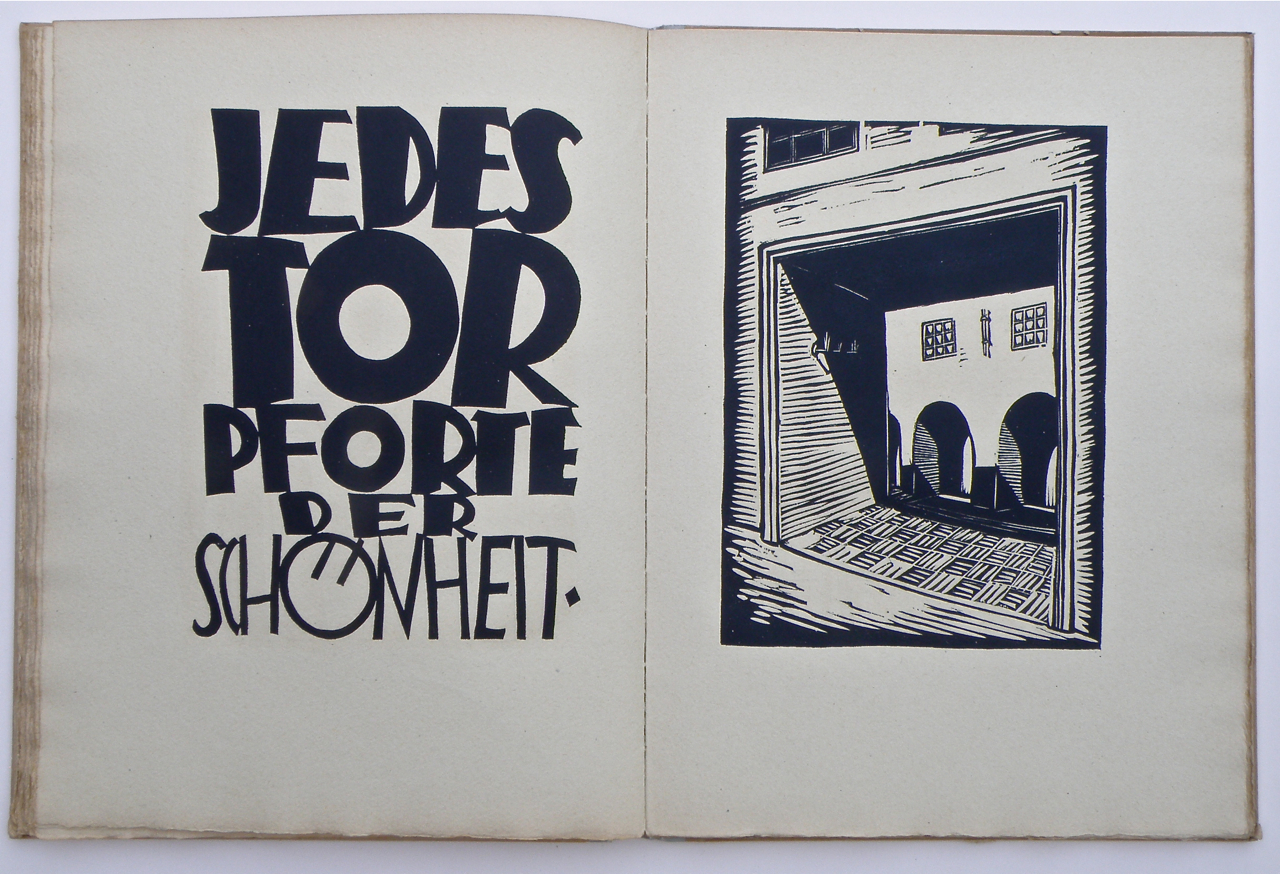 JEDES
TOR
PFORTE
DER
SCHÖNHEIT·